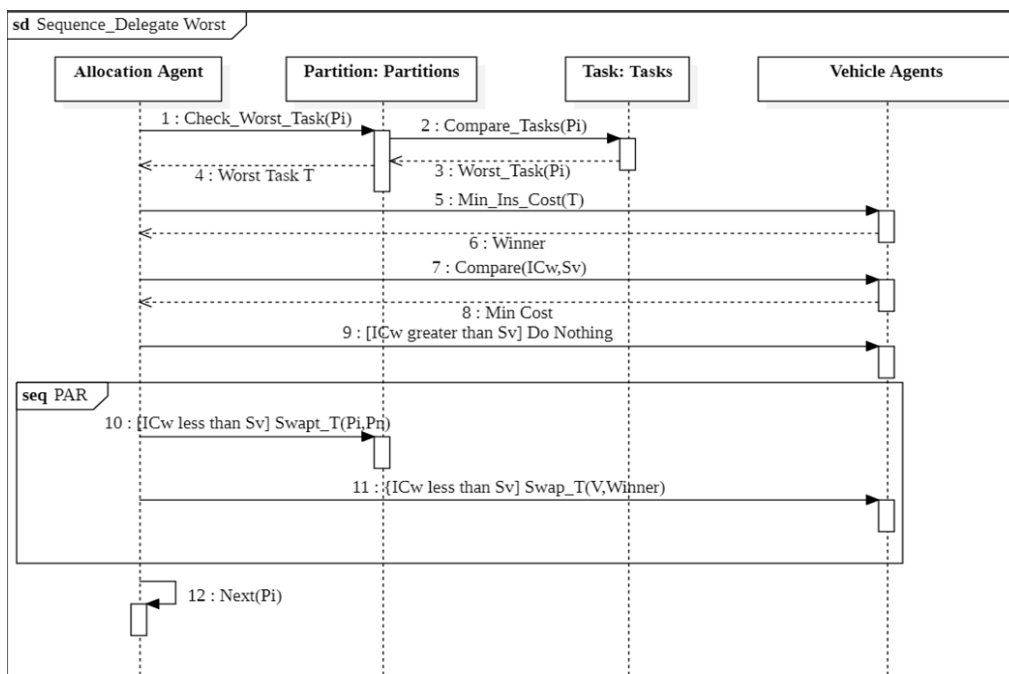 sd Sequence_Delegate Worst
Allocation Agent
Partition: Partitions
Task: Tasks
Vehicle Agents
1 : Check_Worst_Task(Pi)
2 : Compare_Tasks(Pi)
3 : Worst_Task(Pi)
4 : Worst Task T
5 : Min_Ins_Cost(T)
6 : Winner
7 : Compare(ICw,Sv)
8 : Min Cost
9 : [ICw greater than Sv] Do Nothing
seq PAR
10 : [ICw less than Sv] Swapt_T(Pi,Pn)
11 : {ICw less than Sv] Swap_T(V,Winner)
12 : Next(Pi)